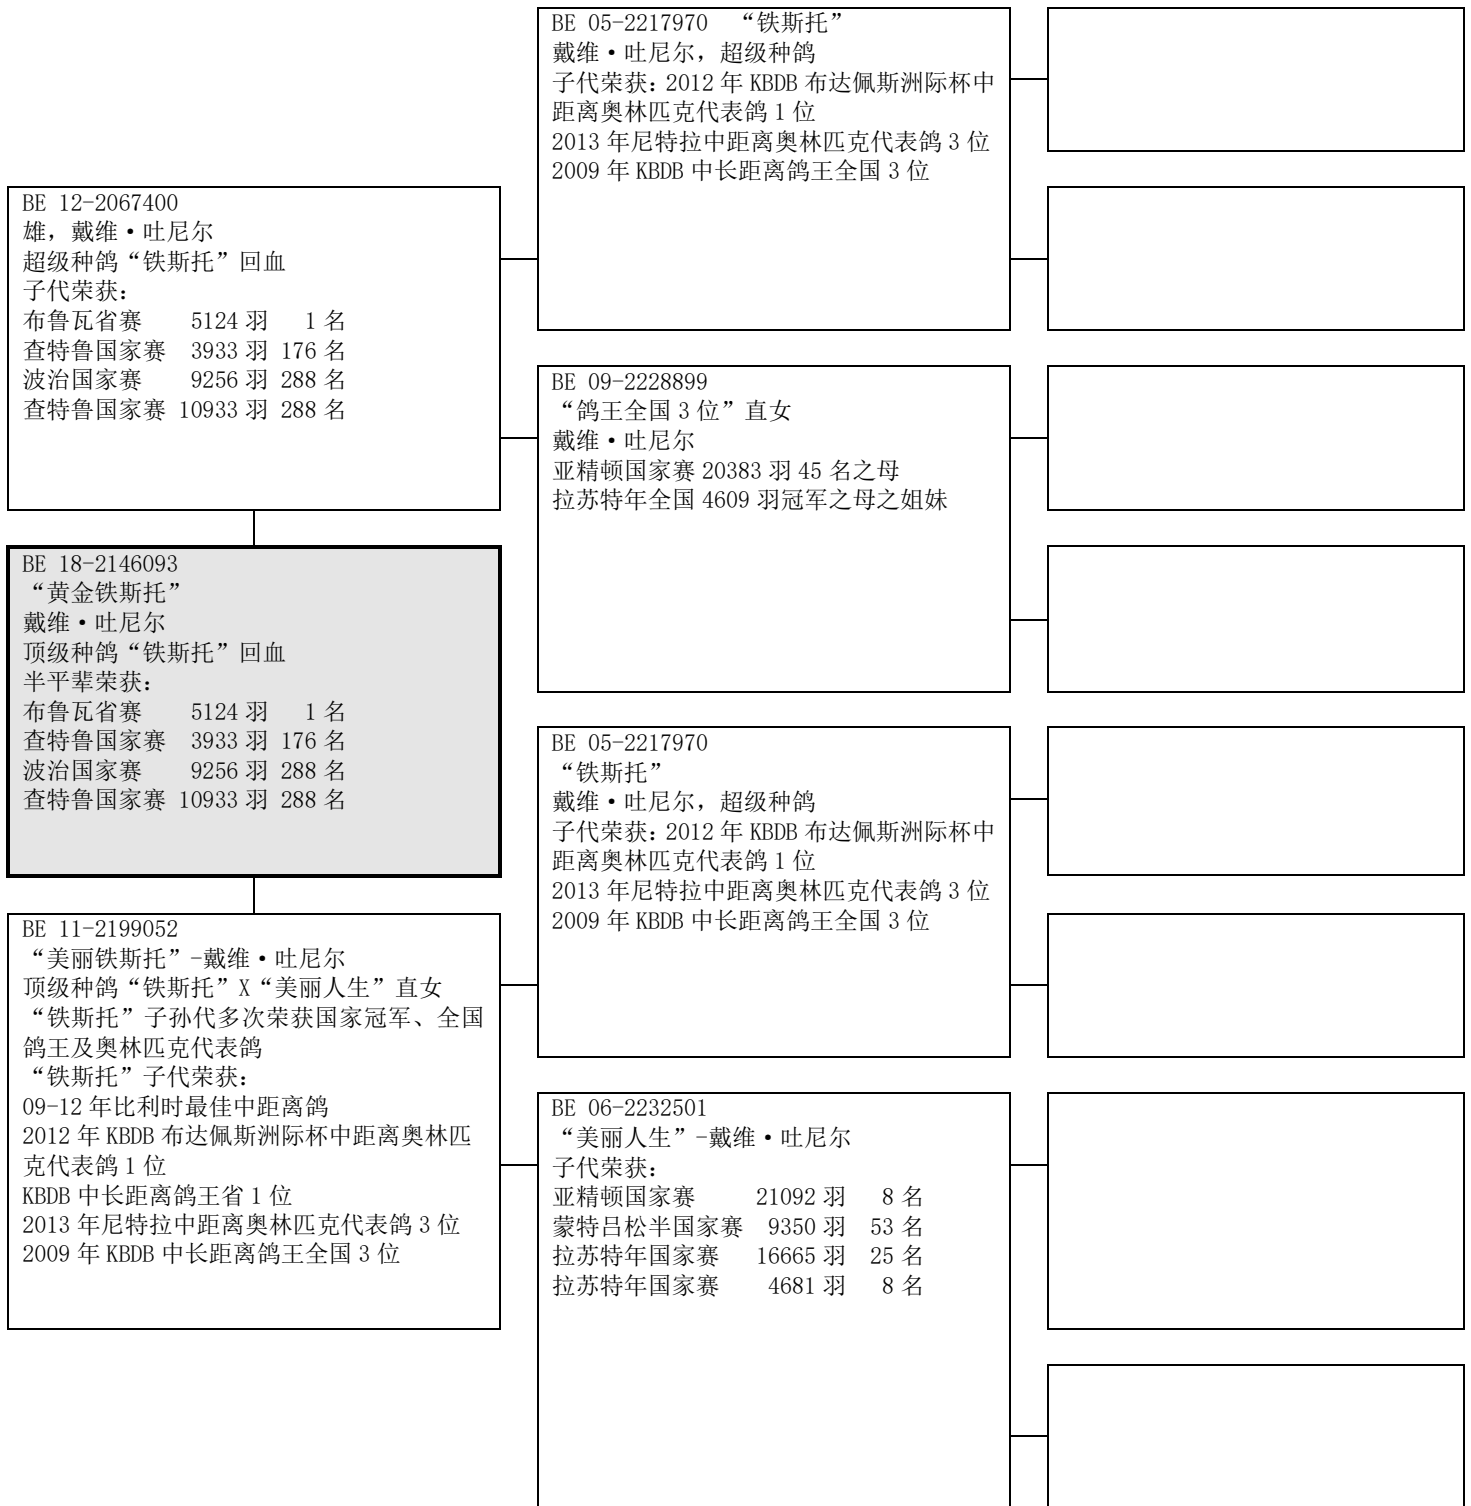 BE 05-2217970 “铁斯托”
戴维·吐尼尔，超级种鸽
子代荣获：2012 年 KBDB 布达佩斯洲际杯中
距离奥林匹克代表鸽 1 位
2013 年尼特拉中距离奥林匹克代表鸽 3 位
2009 年 KBDB 中长距离鸽王全国 3 位
BE 12-2067400
雄，戴维·吐尼尔
超级种鸽“铁斯托”回血
子代荣获：
布鲁瓦省赛 5124 羽 1 名
查特鲁国家赛 3933 羽 176 名
波治国家赛 9256 羽 288 名
查特鲁国家赛 10933 羽 288 名
BE 09-2228899
“鸽王全国 3 位”直女
戴维·吐尼尔
亚精顿国家赛 20383 羽 45 名之母
拉苏特年全国 4609 羽冠军之母之姐妹
BE 18-2146093
“黄金铁斯托”
戴维·吐尼尔
顶级种鸽“铁斯托”回血
半平辈荣获：
布鲁瓦省赛 5124 羽 1 名
查特鲁国家赛 3933 羽 176 名
波治国家赛 9256 羽 288 名
查特鲁国家赛 10933 羽 288 名
BE 05-2217970
“铁斯托”
戴维·吐尼尔，超级种鸽
子代荣获：2012 年 KBDB 布达佩斯洲际杯中
距离奥林匹克代表鸽 1 位
2013 年尼特拉中距离奥林匹克代表鸽 3 位
2009 年 KBDB 中长距离鸽王全国 3 位
BE 11-2199052
“美丽铁斯托”-戴维·吐尼尔
顶级种鸽“铁斯托”X“美丽人生”直女
“铁斯托”子孙代多次荣获国家冠军、全国
鸽王及奥林匹克代表鸽
“铁斯托”子代荣获：
09-12 年比利时最佳中距离鸽
2012 年 KBDB 布达佩斯洲际杯中距离奥林匹
克代表鸽 1 位
KBDB 中长距离鸽王省 1 位
2013 年尼特拉中距离奥林匹克代表鸽 3 位
2009 年 KBDB 中长距离鸽王全国 3 位
BE 06-2232501
“美丽人生”-戴维·吐尼尔
子代荣获：
亚精顿国家赛 21092 羽 8 名
蒙特吕松半国家赛 9350 羽 53 名
拉苏特年国家赛 16665 羽 25 名
拉苏特年国家赛 4681 羽 8 名